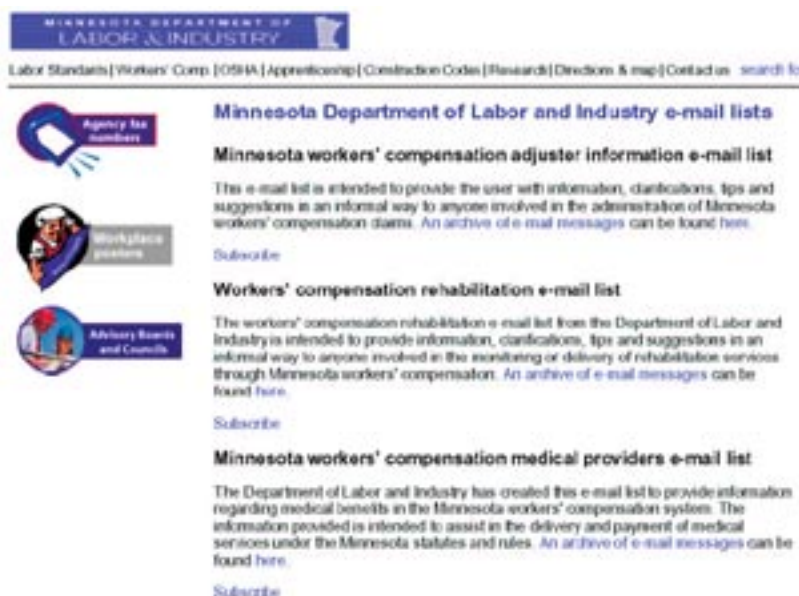 MINNESOTA DEPARTMENT OF
LABOR & INDUSTRY
Labor Standards | Workers' Comp | OSHA | Apprenticeship | Construction Codes | Research | Directions & map | Contact us search fo
Agency fax
numbers
Workplace
posters
Advisory Boards
and Councils
Minnesota Department of Labor and Industry e-mail lists
Minnesota workers' compensation adjuster information e-mail list
This e-mail list is intended to provide the user with information, clarifications, tips and
suggestions in an informal way to anyone involved in the administration of Minnesota
workers' compensation claims. An archive of e-mail messages can be found here.
Subscribe
Workers' compensation rehabilitation e-mail list
The workers' compensation rehabilitation e-mail list from the Department of Labor and
Industry is intended to provide information, clarifications, tips and suggestions in an
informal way to anyone involved in the monitoring or delivery of rehabilitation services
through Minnesota workers' compensation. An archive of e-mail messages can be
found here.
Subscribe
Minnesota workers' compensation medical providers e-mail list
The Department of Labor and Industry has created this e-mail list to provide information
regarding medical benefits in the Minnesota workers' compensation system. The
information provided is intended to assist in the delivery and payment of medical
services under the Minnesota statutes and rules. An archive of e-mail messages can be
found here.
Subscribe